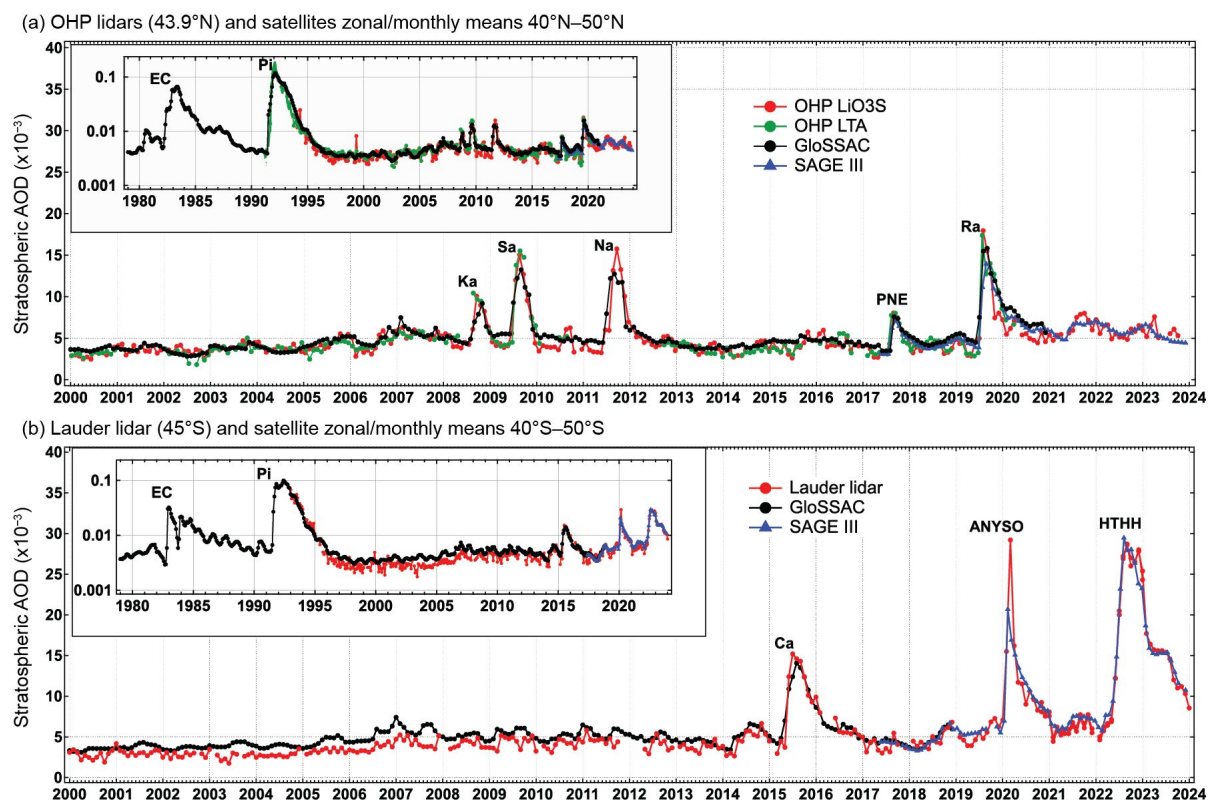 (a) OHP lidars (43.9°N) and satellites zonal/monthly means 40°N–50°N
Stratospheric AOD (x10⁻³)
40
35
30
25
20
15
10
5
0
0.1
0.01
0.001
EC
Pi
1980 1985 1990 1995 2000 2005 2010 2015 2020
OHP LiO3S
OHP LTA
GloSSAC
SAGE III
Ka
Sa
Na
PNE
Ra
2000 2001 2002 2003 2004 2005 2006 2007 2008 2009 2010 2011 2012 2013 2014 2015 2016 2017 2018 2019 2020 2021 2022 2023 2024
(b) Lauder lidar (45°S) and satellite zonal/monthly means 40°S–50°S
Stratospheric AOD (x10⁻³)
40
35
30
25
20
15
10
5
0
0.1
0.01
0.001
EC
Pi
1980 1985 1990 1995 2000 2005 2010 2015 2020
Lauder lidar
GloSSAC
SAGE III
Ca
ANYSO
HTHH
2000 2001 2002 2003 2004 2005 2006 2007 2008 2009 2010 2011 2012 2013 2014 2015 2016 2017 2018 2019 2020 2021 2022 2023 2024